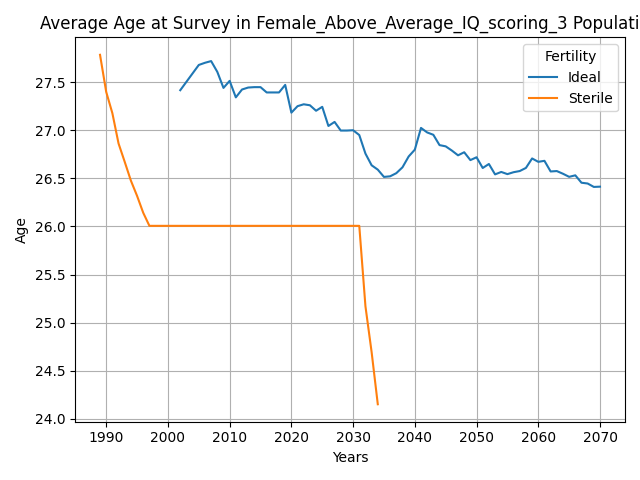 Average Age at Survey in Female_Above_Average_IQ_scoring_3 Populati
Fertility
Ideal
Sterile
27.5
27.0
26.5
26.0
25.5
25.0
24.5
24.0
Age
1990 2000 2010 2020 2030 2040 2050 2060 2070
Years